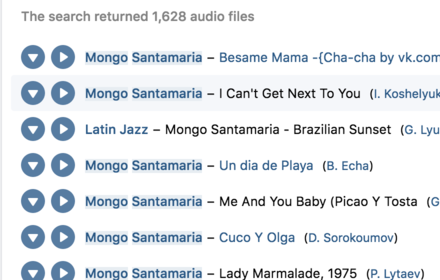 The search returned 1,628 audio files
Mongo Santamaria – Besame Mama -{Cha-cha by vk.com
Mongo Santamaria – I Can't Get Next To You (I. Koshelyuk
Latin Jazz – Mongo Santamaria - Brazilian Sunset (G. Lyu
Mongo Santamaria – Un dia de Playa (B. Echa)
Mongo Santamaria – Me And You Baby (Picao Y Tosta (G
Mongo Santamaria – Cuco Y Olga (D. Sorokoumov)
Mongo Santamaria – Lady Marmalade, 1975 (P. Lytaev)